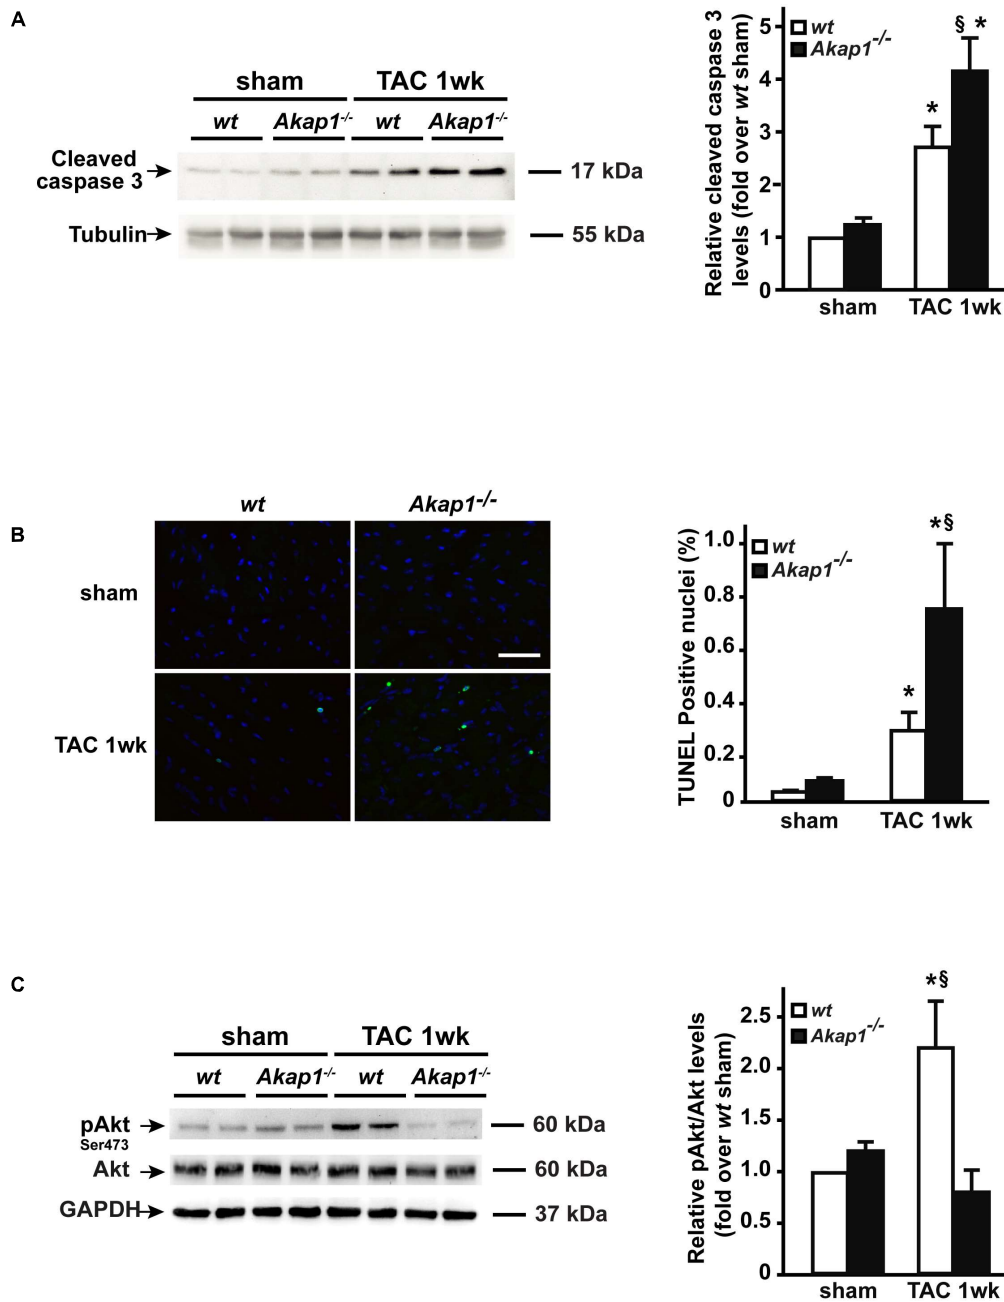 A
sham TAC 1wk
wt Akap1-/- wt Akap1-/-
Cleaved
caspase 3
17 kDa
Tubulin
55 kDa
Relative cleaved caspase 3
levels (fold over wt sham)
5
4
3
2
1
0
wt
Akap1-/-
*
§ *
sham TAC 1wk
B
wt Akap1-/-
sham
TAC 1wk
TUNEL Positive nuclei (%)
1.0
0.8
0.6
0.4
0.2
0
wt
Akap1-/-
*
*§
sham TAC 1wk
C
sham TAC 1wk
wt Akap1-/- wt Akap1-/-
pAkt
Ser473
60 kDa
Akt
60 kDa
GAPDH
37 kDa
Relative pAkt/Akt levels
(fold over wt sham)
2.5
2.0
1.5
1.0
0.5
0
wt
Akap1-/-
*§
sham TAC 1wk